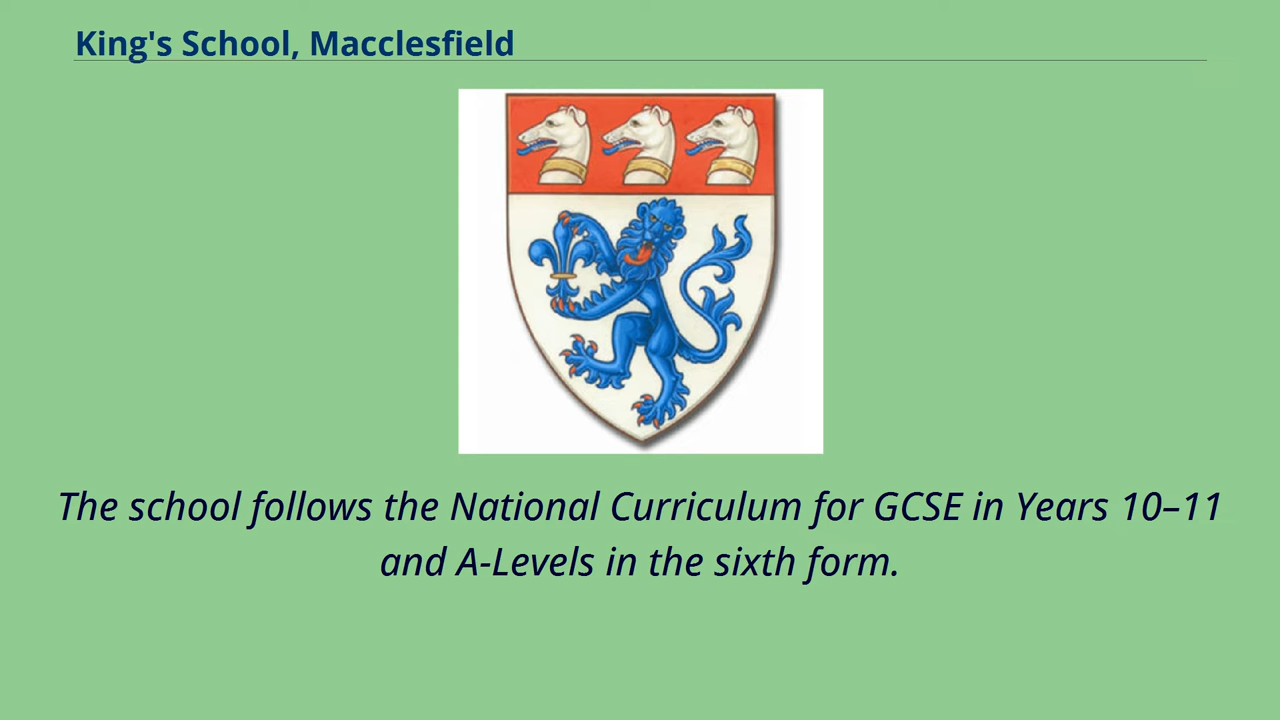 King's School, Macclesfield
The school follows the National Curriculum for GCSE in Years 10–11
and A-Levels in the sixth form.